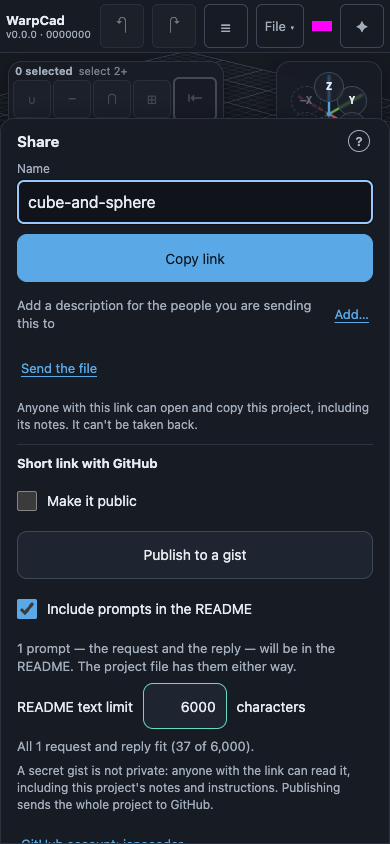 WarpCad
v0.0.0 · 0000000
File
0 selected select 2+
Z
-X
Y
Share
?
Name
cube-and-sphere
Copy link
Add a description for the people you are sending
this to
Add...
Send the file
Anyone with this link can open and copy this project, including
its notes. It can't be taken back.
Short link with GitHub
Make it public
Publish to a gist
Include prompts in the README
1 prompt — the request and the reply — will be in the
README. The project file has them either way.
README text limit 6000 characters
All 1 request and reply fit (37 of 6,000).
A secret gist is not private: anyone with the link can read it,
including this project's notes and instructions. Publishing
sends the whole project to GitHub.
GitHub account: